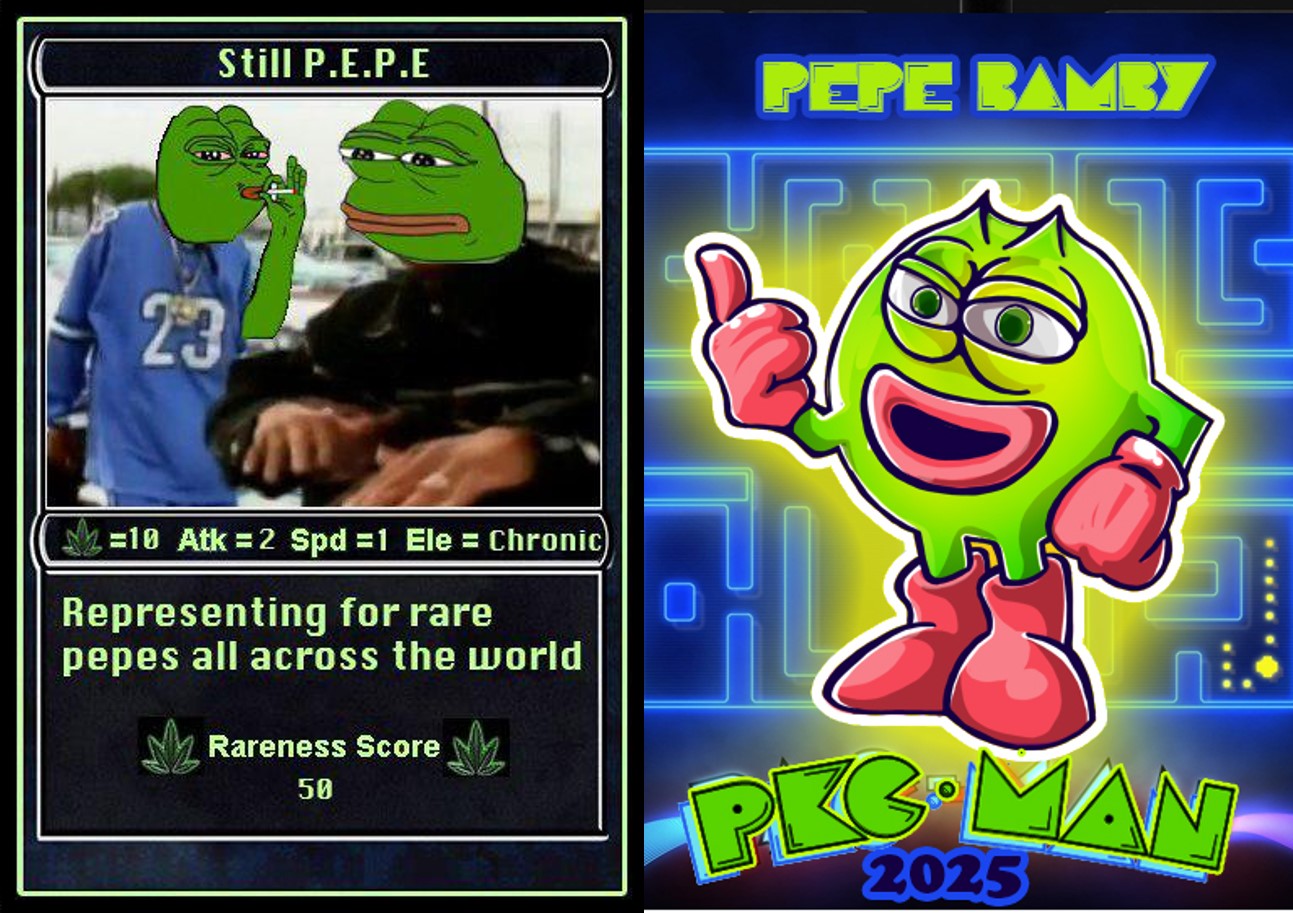 Still P.E.P.E
23
=10 Atk = 2 Spd =1 Ele = Chronic
Representing for rare
pepes all across the world
Rareness Score
50
PEPE BAMBY
PKC•MAN
2025